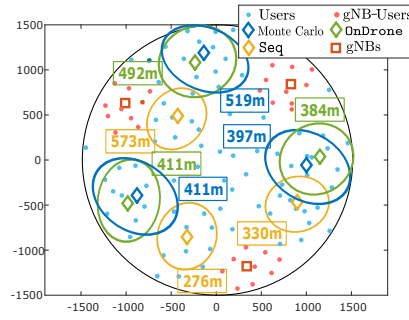 Users
gNB-Users
Monte Carlo
OnDrone
Seq
gNBs
1500
1000
500
0
-500
-1000
-1500
492m
519m
384m
573m
397m
411m
411m
330m
276m
-1500
-1000
-500
0
500
1000
1500